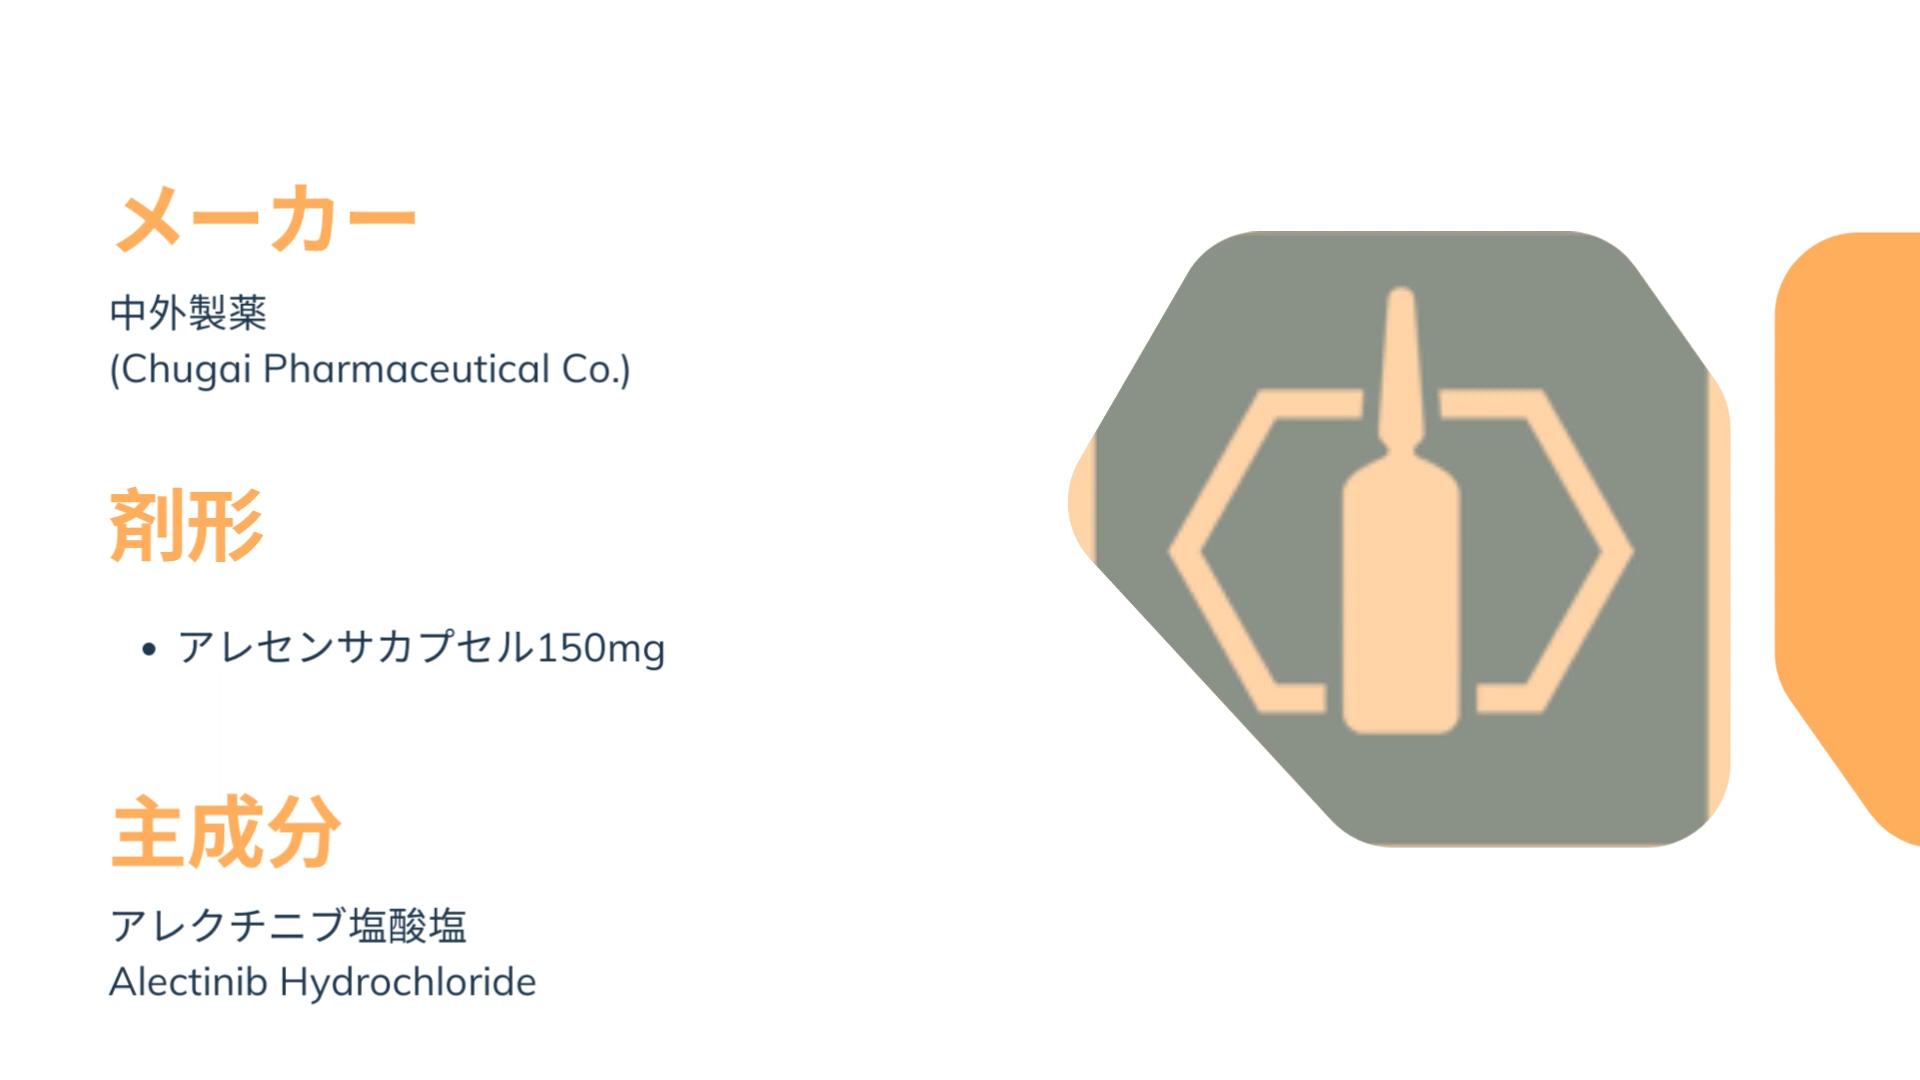 メーカー
中外製薬
(Chugai Pharmaceutical Co.)
剤形
• アレセンサカプセル150mg
主成分
アレクチニブ塩酸塩
Alectinib Hydrochloride